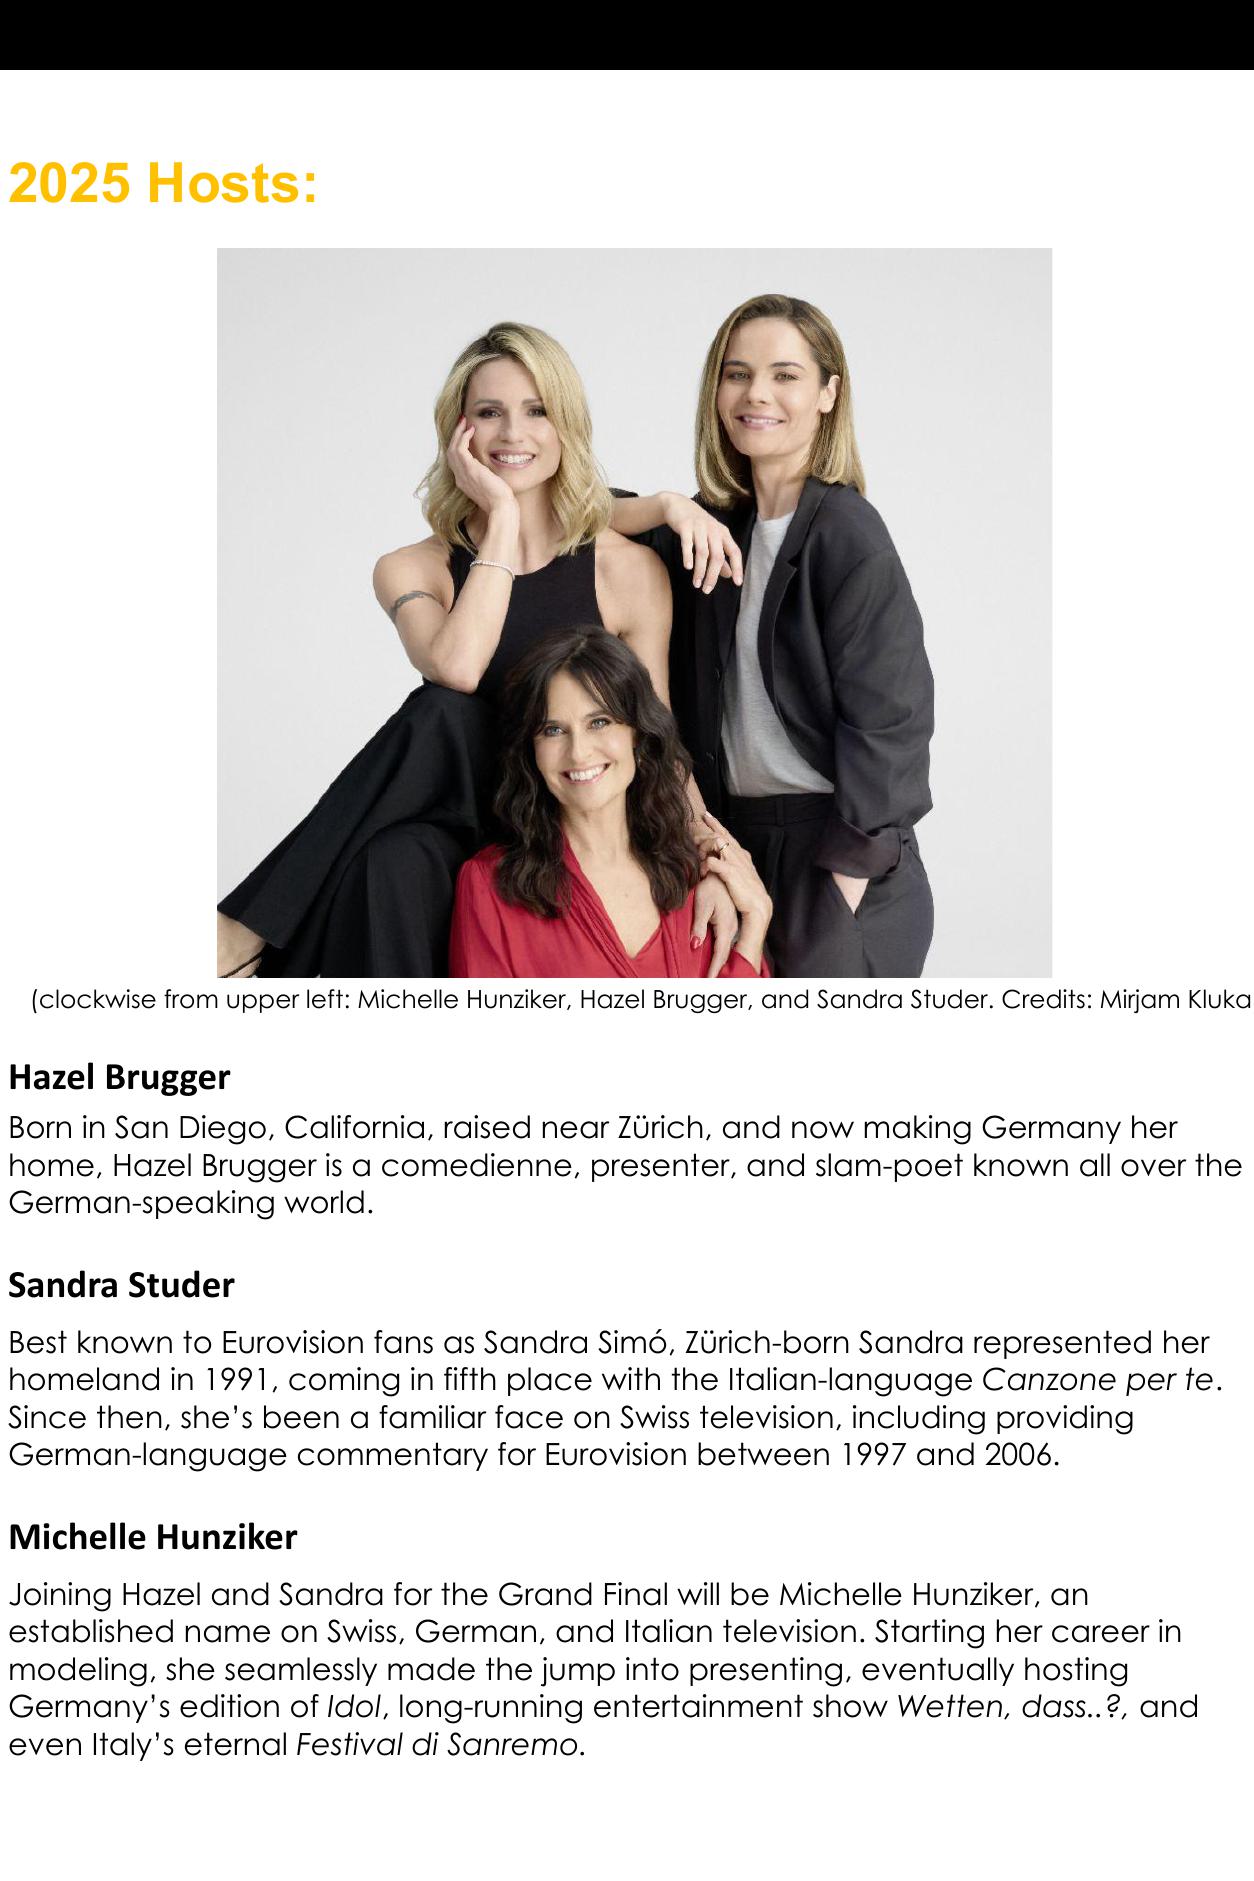 2025 Hosts:
(clockwise from upper left: Michelle Hunziker, Hazel Brugger, and Sandra Studer. Credits: Mirjam Kluka
Hazel Brugger
Born in San Diego, California, raised near Zürich, and now making Germany her
home, Hazel Brugger is a comedienne, presenter, and slam-poet known all over the
German-speaking world.
Sandra Studer
Best known to Eurovision fans as Sandra Simó, Zürich-born Sandra represented her
homeland in 1991, coming in fifth place with the Italian-language Canzone per te.
Since then, she’s been a familiar face on Swiss television, including providing
German-language commentary for Eurovision between 1997 and 2006.
Michelle Hunziker
Joining Hazel and Sandra for the Grand Final will be Michelle Hunziker, an
established name on Swiss, German, and Italian television. Starting her career in
modeling, she seamlessly made the jump into presenting, eventually hosting
Germany’s edition of Idol, long-running entertainment show Wetten, dass..?, and
even Italy’s eternal Festival di Sanremo.